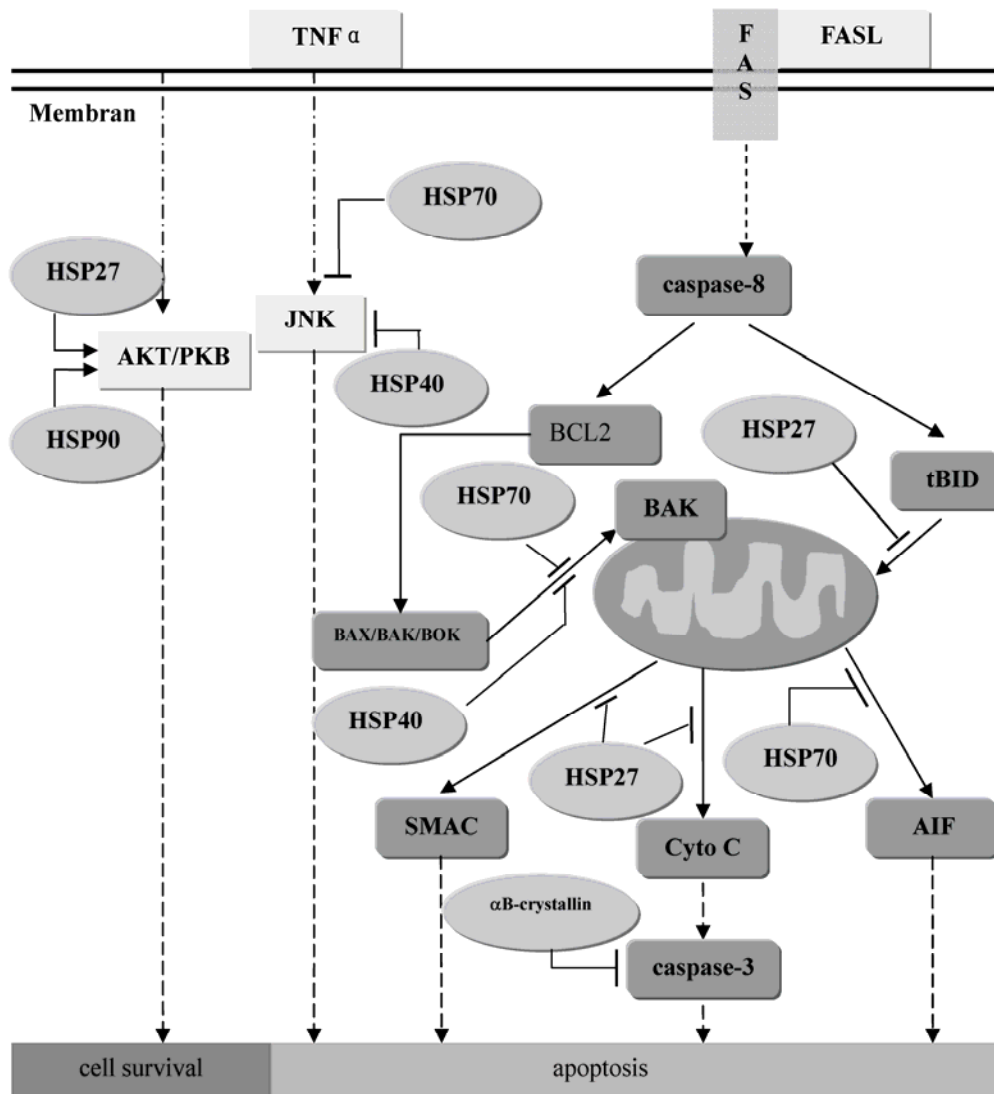 TNF α
F
A
S
FASL
Membran
HSP70
HSP27
caspase-8
JNK
AKT/PKB
HSP40
HSP90
BCL2
HSP27
HSP70
BAK
tBID
BAX/BAK/BOK
HSP40
HSP27
HSP70
SMAC
Cyto C
AIF
αB-crystallin
caspase-3
cell survival
apoptosis